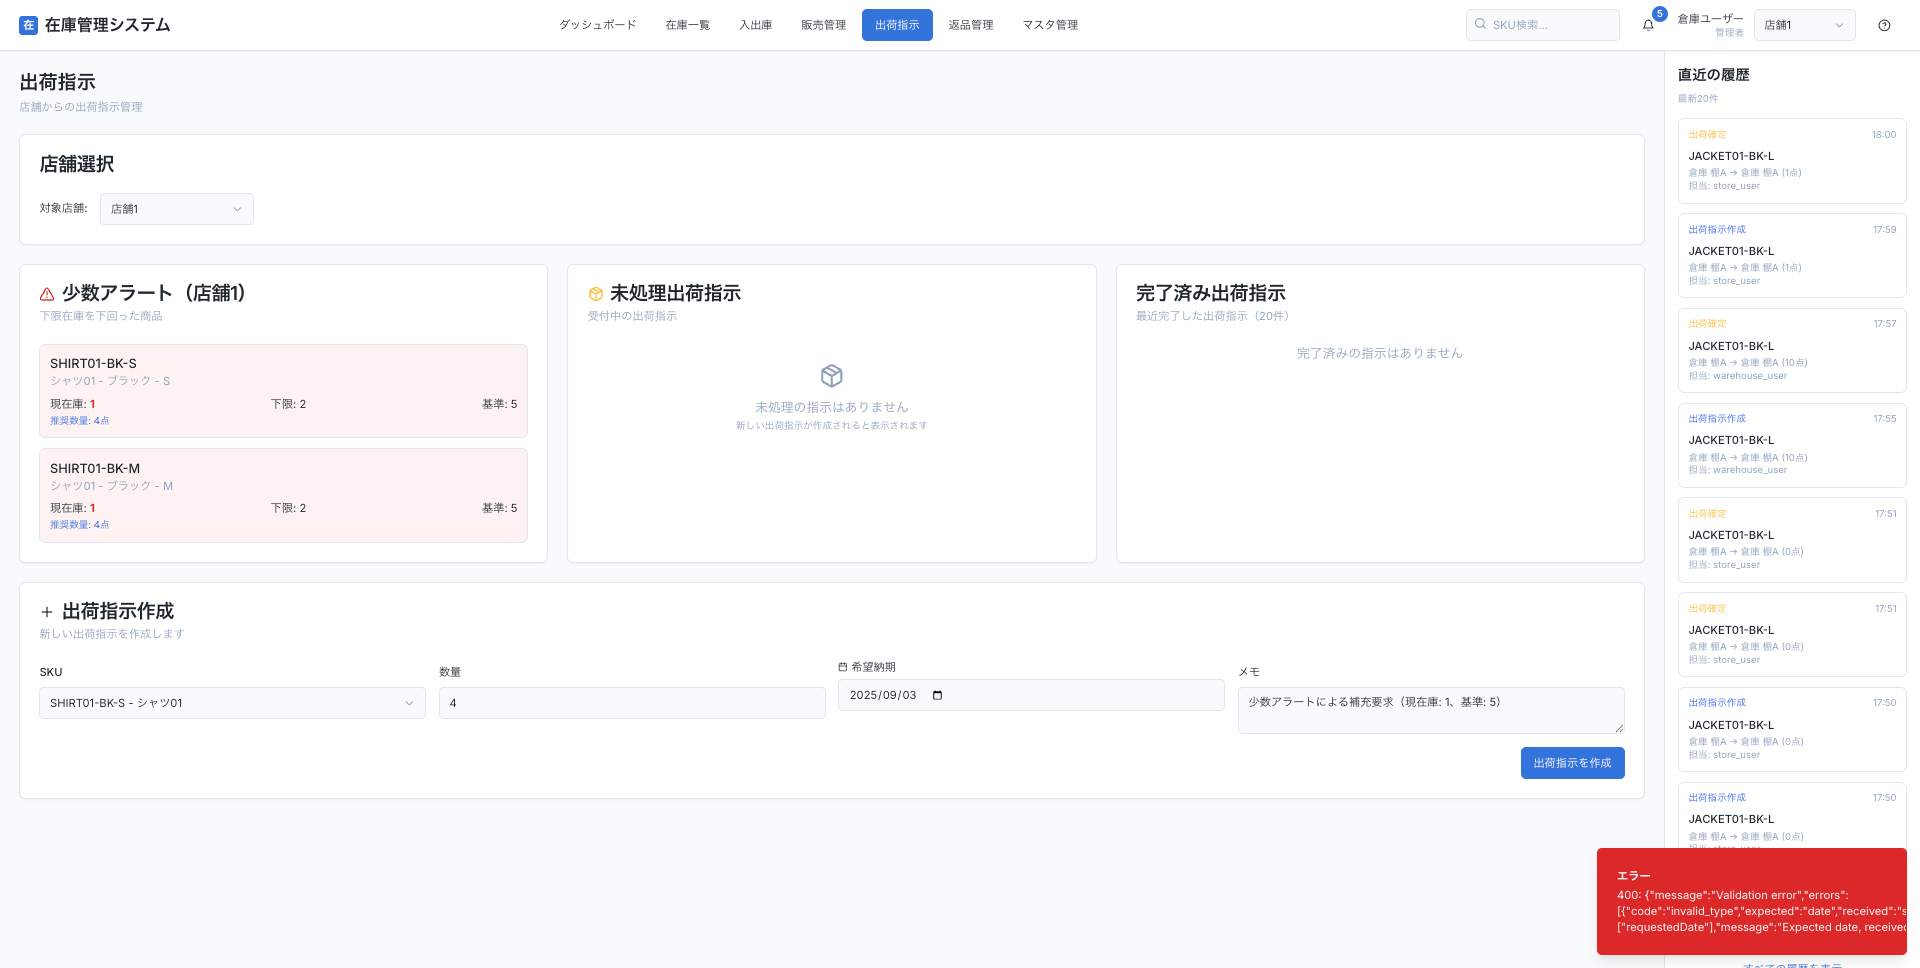 在 在庫管理システム
ダッシュボード 在庫一覧 入出庫 販売管理 出荷指示 返品管理 マスタ管理
SKU検索...
5
倉庫ユーザー
管理者
店舗1
出荷指示
店舗からの出荷指示管理
店舗選択
対象店舗: 店舗1
少数アラート（店舗1）
下限在庫を下回った商品
SHIRT01-BK-S
シャツ01 - ブラック - S
現在庫: 1 下限: 2 基準: 5
推奨数量: 4点
SHIRT01-BK-M
シャツ01 - ブラック - M
現在庫: 1 下限: 2 基準: 5
推奨数量: 4点
未処理出荷指示
受付中の出荷指示
未処理の指示はありません
新しい出荷指示が作成されると表示されます
完了済み出荷指示
最近完了した出荷指示（20件）
完了済みの指示はありません
出荷指示作成
新しい出荷指示を作成します
SKU
SHIRT01-BK-S - シャツ01
数量
4
希望納期
2025/09/03
メモ
少数アラートによる補充要求（現在庫: 1、基準: 5）
出荷指示を作成
直近の履歴
最新20件
出荷確定 18:00
JACKET01-BK-L
倉庫 棚A → 倉庫 棚A (1点)
担当: store_user
出荷指示作成 17:59
JACKET01-BK-L
倉庫 棚A → 倉庫 棚A (1点)
担当: store_user
出荷確定 17:57
JACKET01-BK-L
倉庫 棚A → 倉庫 棚A (10点)
担当: warehouse_user
出荷指示作成 17:55
JACKET01-BK-L
倉庫 棚A → 倉庫 棚A (10点)
担当: warehouse_user
出荷確定 17:51
JACKET01-BK-L
倉庫 棚A → 倉庫 棚A (0点)
担当: store_user
出荷確定 17:51
JACKET01-BK-L
倉庫 棚A → 倉庫 棚A (0点)
担当: store_user
出荷指示作成 17:50
JACKET01-BK-L
倉庫 棚A → 倉庫 棚A (0点)
担当: store_user
出荷指示作成 17:50
JACKET01-BK-L
倉庫 棚A → 倉庫 棚A (0点)
担当: store_user
エラー
400: {"message":"Validation error","errors":
[{"code":"invalid_type","expected":"date","received":"s
["requestedDate"],"message":"Expected date, received
すべての履歴を表示